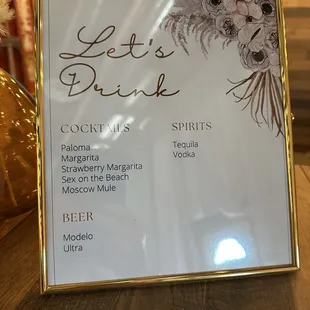 Let's
Drink
COCKTAILS
Paloma
Margarita
Strawberry Margarita
Sex on the Beach
Moscow Mule
SPIRITS
Tequila
Vodka
BEER
Modelo
Ultra